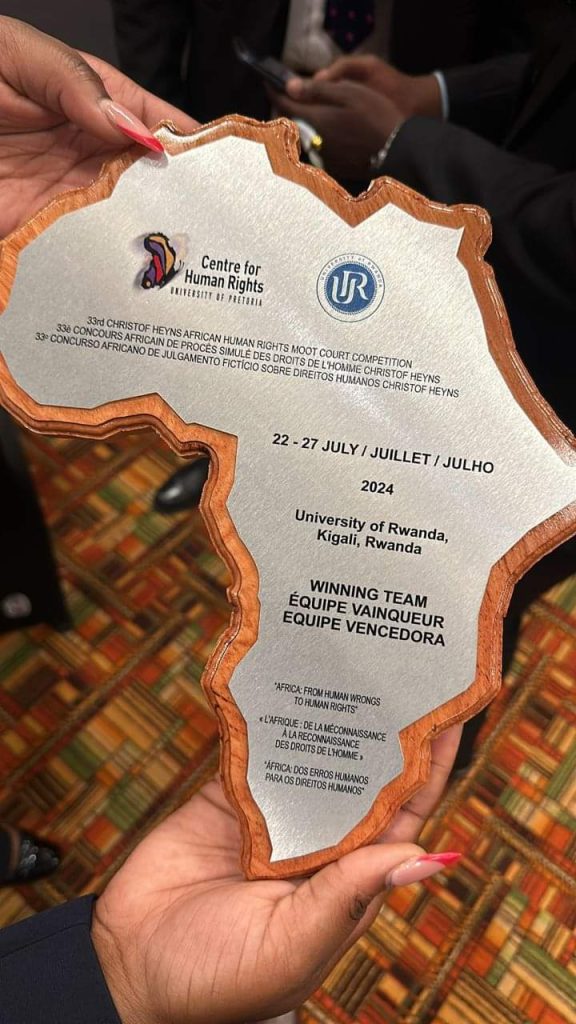 Centre for
Human Rights
UNIVERSITY OF PRETORIA
UNIVERSITY of RWANDA
UR
33rd CHRISTOF HEYNS AFRICAN HUMAN RIGHTS MOOT COURT COMPETITION
33è CONCOURS AFRICAIN DE PROCÈS SIMULÉ DES DROITS DE L'HOMME CHRISTOF HEYNS
33º CONCURSO AFRICANO DE JULGAMENTO FICTÍCIO SOBRE DIREITOS HUMANOS CHRISTOF HEYNS
22 - 27 JULY / JUILLET / JULHO
2024
University of Rwanda,
Kigali, Rwanda
WINNING TEAM
ÉQUIPE VAINQUEUR
EQUIPE VENCEDORA
"AFRICA: FROM HUMAN WRONGS
TO HUMAN RIGHTS"
« L'AFRIQUE : DE LA MÉCONNAISSANCE
À LA RECONNAISSANCE
DES DROITS DE L'HOMME »
"ÁFRICA: DOS ERROS HUMANOS
PARA OS DIREITOS HUMANOS"